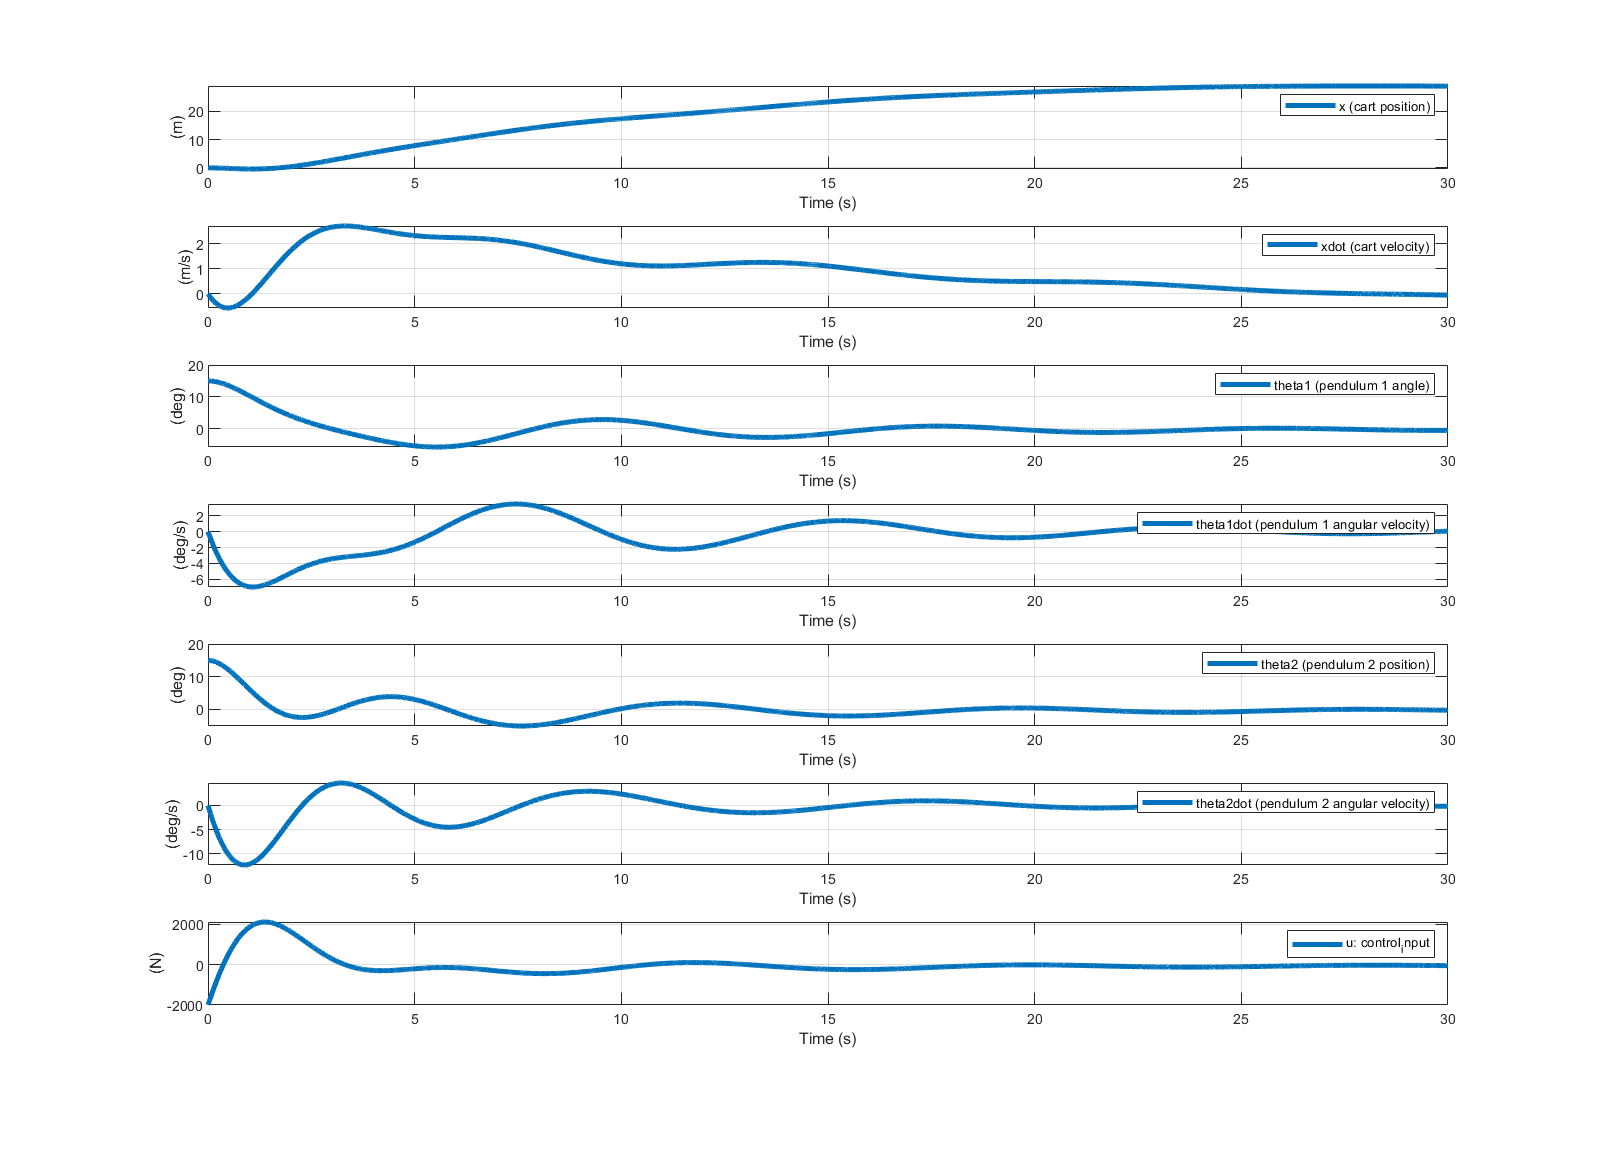 (m)
20
10
0
x (cart position)
0 5 10 15 20 25 30
Time (s)
(m/s)
2
1
0
xdot (cart velocity)
0 5 10 15 20 25 30
Time (s)
(deg)
20
10
0
theta1 (pendulum 1 angle)
0 5 10 15 20 25 30
Time (s)
(deg/s)
2
0
-2
-4
-6
theta1dot (pendulum 1 angular velocity)
0 5 10 15 20 25 30
Time (s)
(deg)
20
10
0
theta2 (pendulum 2 position)
0 5 10 15 20 25 30
Time (s)
(deg/s)
0
-5
-10
theta2dot (pendulum 2 angular velocity)
0 5 10 15 20 25 30
Time (s)
(N)
2000
0
-2000
u: control_input
0 5 10 15 20 25 30
Time (s)